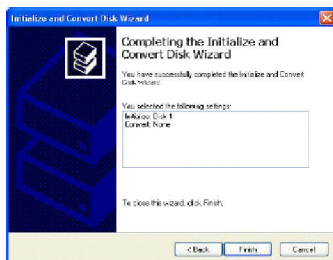 Initialize and Convert Disk Wizard
Completing the Initialize and
Convert Disk Wizard
You have successfully completed the Initialize and Convert
Disk Wizard.
You selected the following settings:
Initialize: Disk 1
Convert: None
To close this wizard, click Finish.
< Back
Finish
Cancel